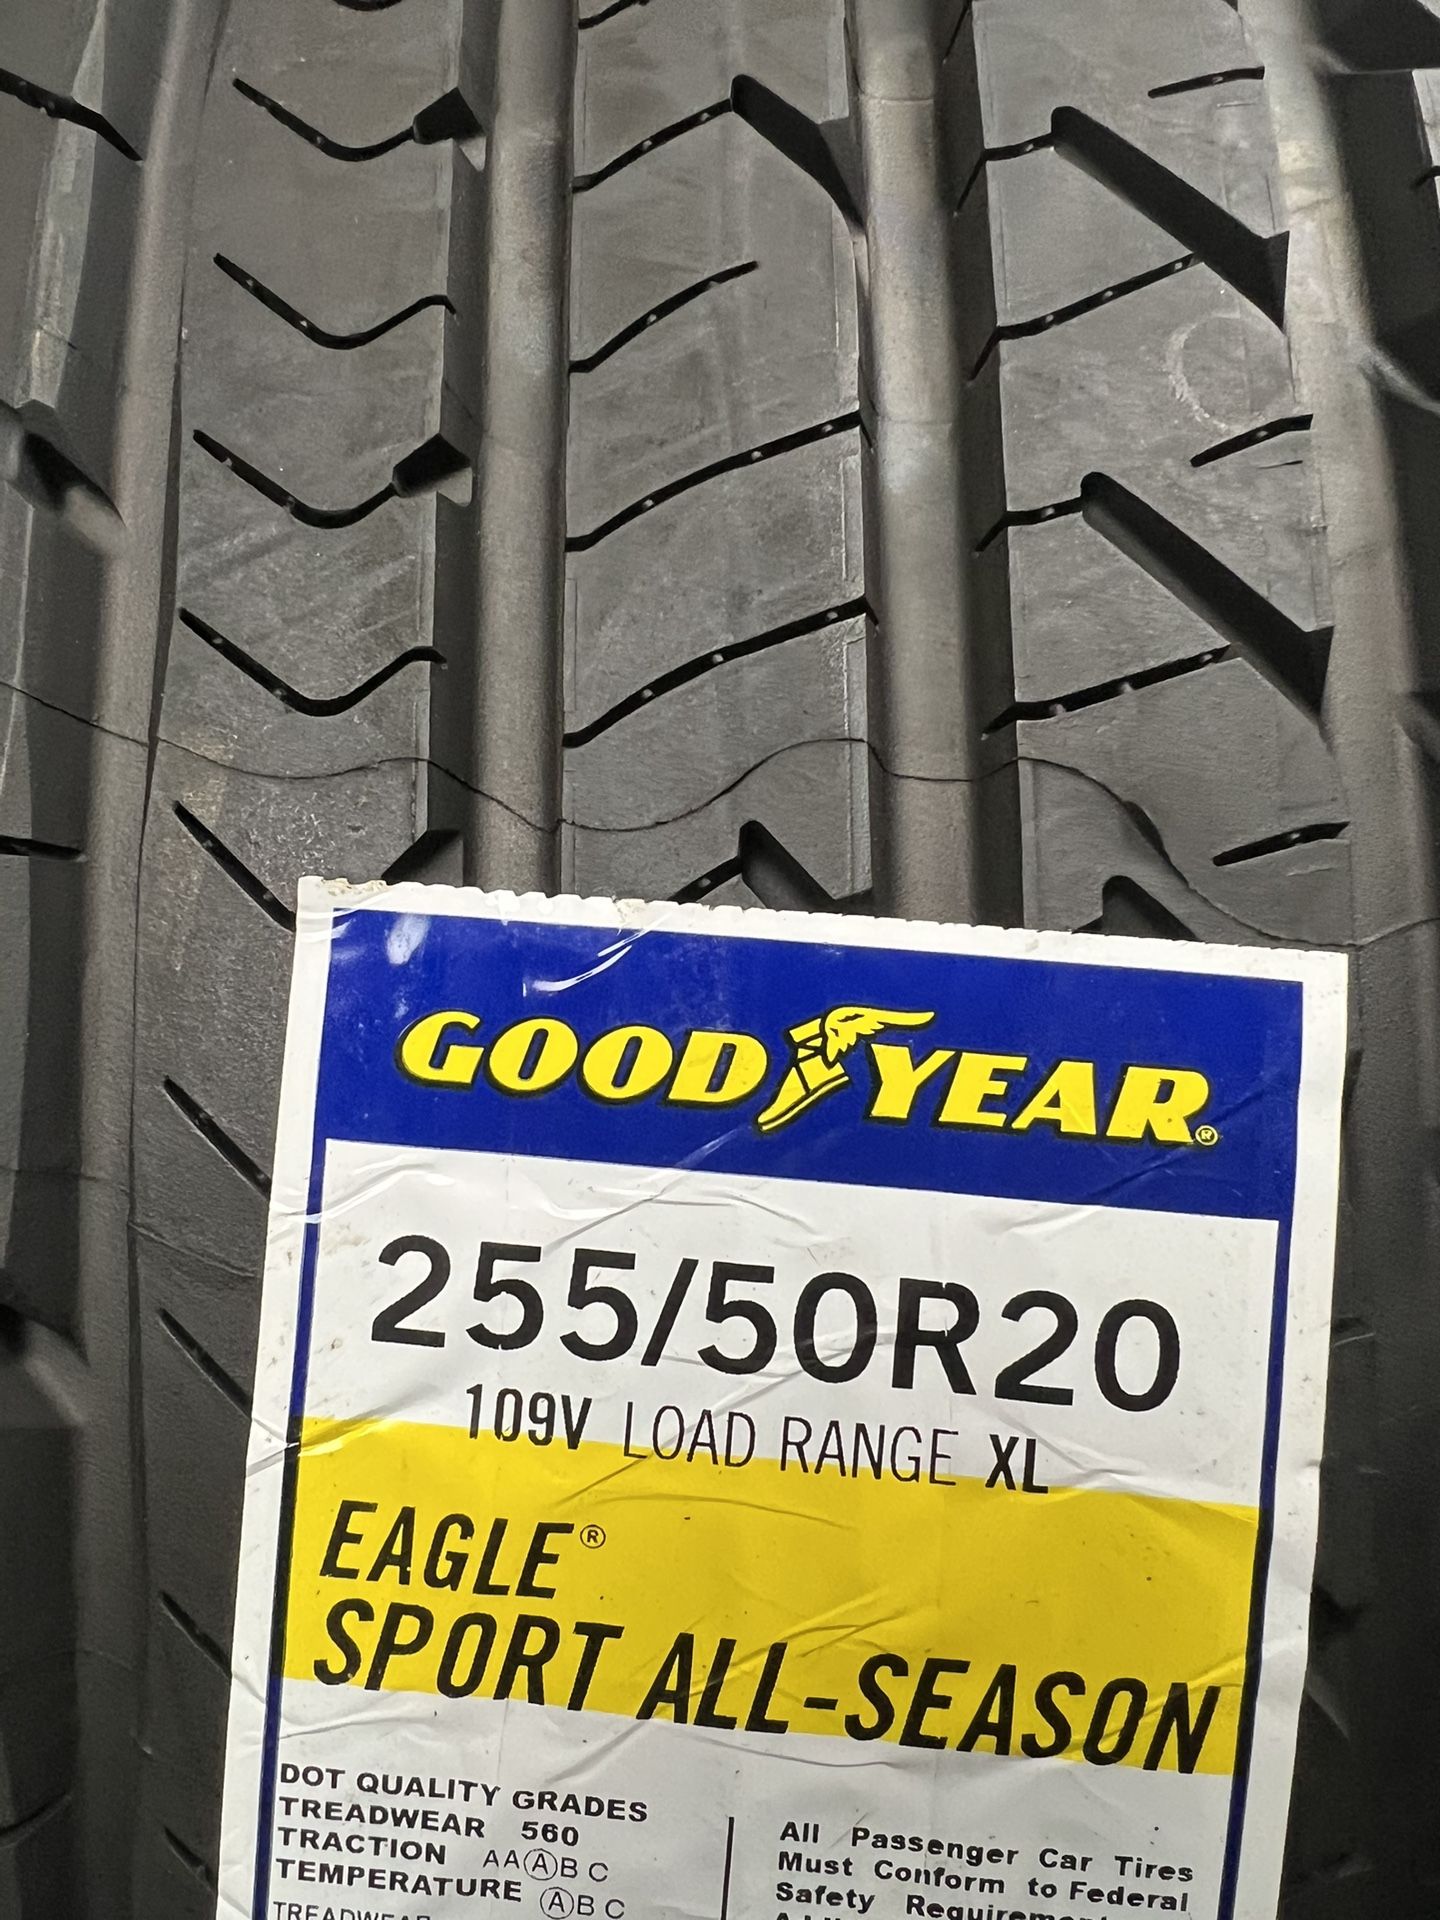 GOODYEAR®
255/50R20
109V LOAD RANGE XL
EAGLE®
SPORT ALL-SEASON
DOT QUALITY GRADES
TREADWEAR 560
TRACTION AA A B C
TEMPERATURE A B C
All Passenger Car Tires
Must Conform to Federal
Safety